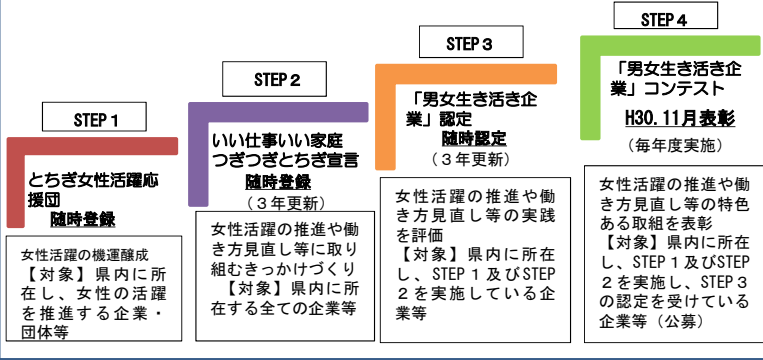 STEP 1
とちぎ女性活躍応
援団
随時登録
女性活躍の機運醸成
【対象】県内に所
在し、女性の活躍
を推進する企業・
団体等
STEP 2
いい仕事いい家庭
つぎつぎとちぎ宣言
随時登録
(3年更新)
女性活躍の推進や働
き方見直し等に取り
組むきっかけづくり
【対象】県内に所
在する全ての企業等
STEP 3
「男女生き活き企
業」認定
随時認定
(3年更新)
女性活躍の推進や働
き方見直し等の実践
を評価
【対象】県内に所在
し、STEP 1 及びSTEP
2 を実施している企
業等
STEP 4
「男女生き活き企
業」コンテスト
H30.11月表彰
(毎年度実施)
女性活躍の推進や働
き方見直し等の特色
ある取組を表彰
【対象】県内に所在
し、STEP 1 及びSTEP
2 を実施し、STEP 3
の認定を受けている
企業等(公募)